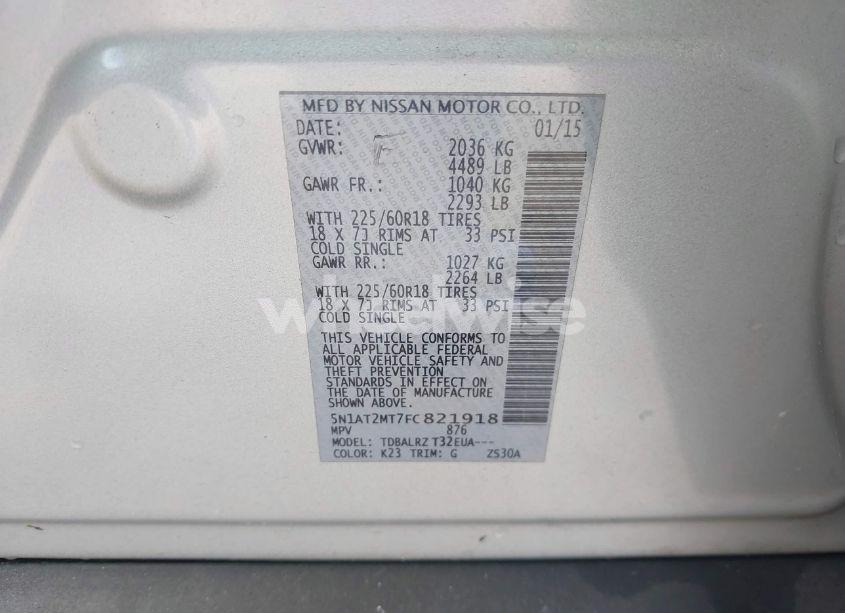 MFD BY NISSAN MOTOR CO., LTD.
DATE: 01/15
GVWR: F 2036 KG
4489 LB
GAWR FR.: 1040 KG
2293 LB
WITH 225/60R18 TIRES
18 X 7J RIMS AT 33 PSI
COLD SINGLE
GAWR RR.: 1027 KG
2264 LB
WITH 225/60R18 TIRES
18 X 7J RIMS AT 33 PSI
COLD SINGLE
wheelwise
THIS VEHICLE CONFORMS TO
ALL APPLICABLE FEDERAL
MOTOR VEHICLE SAFETY AND
THEFT PREVENTION
STANDARDS IN EFFECT ON
THE DATE OF MANUFACTURE
SHOWN ABOVE.
5N1AT2MT7FC821918
MPV 876
MODEL: TDBALRZ T32EUA---
COLOR: K23 TRIM: G ZS30A